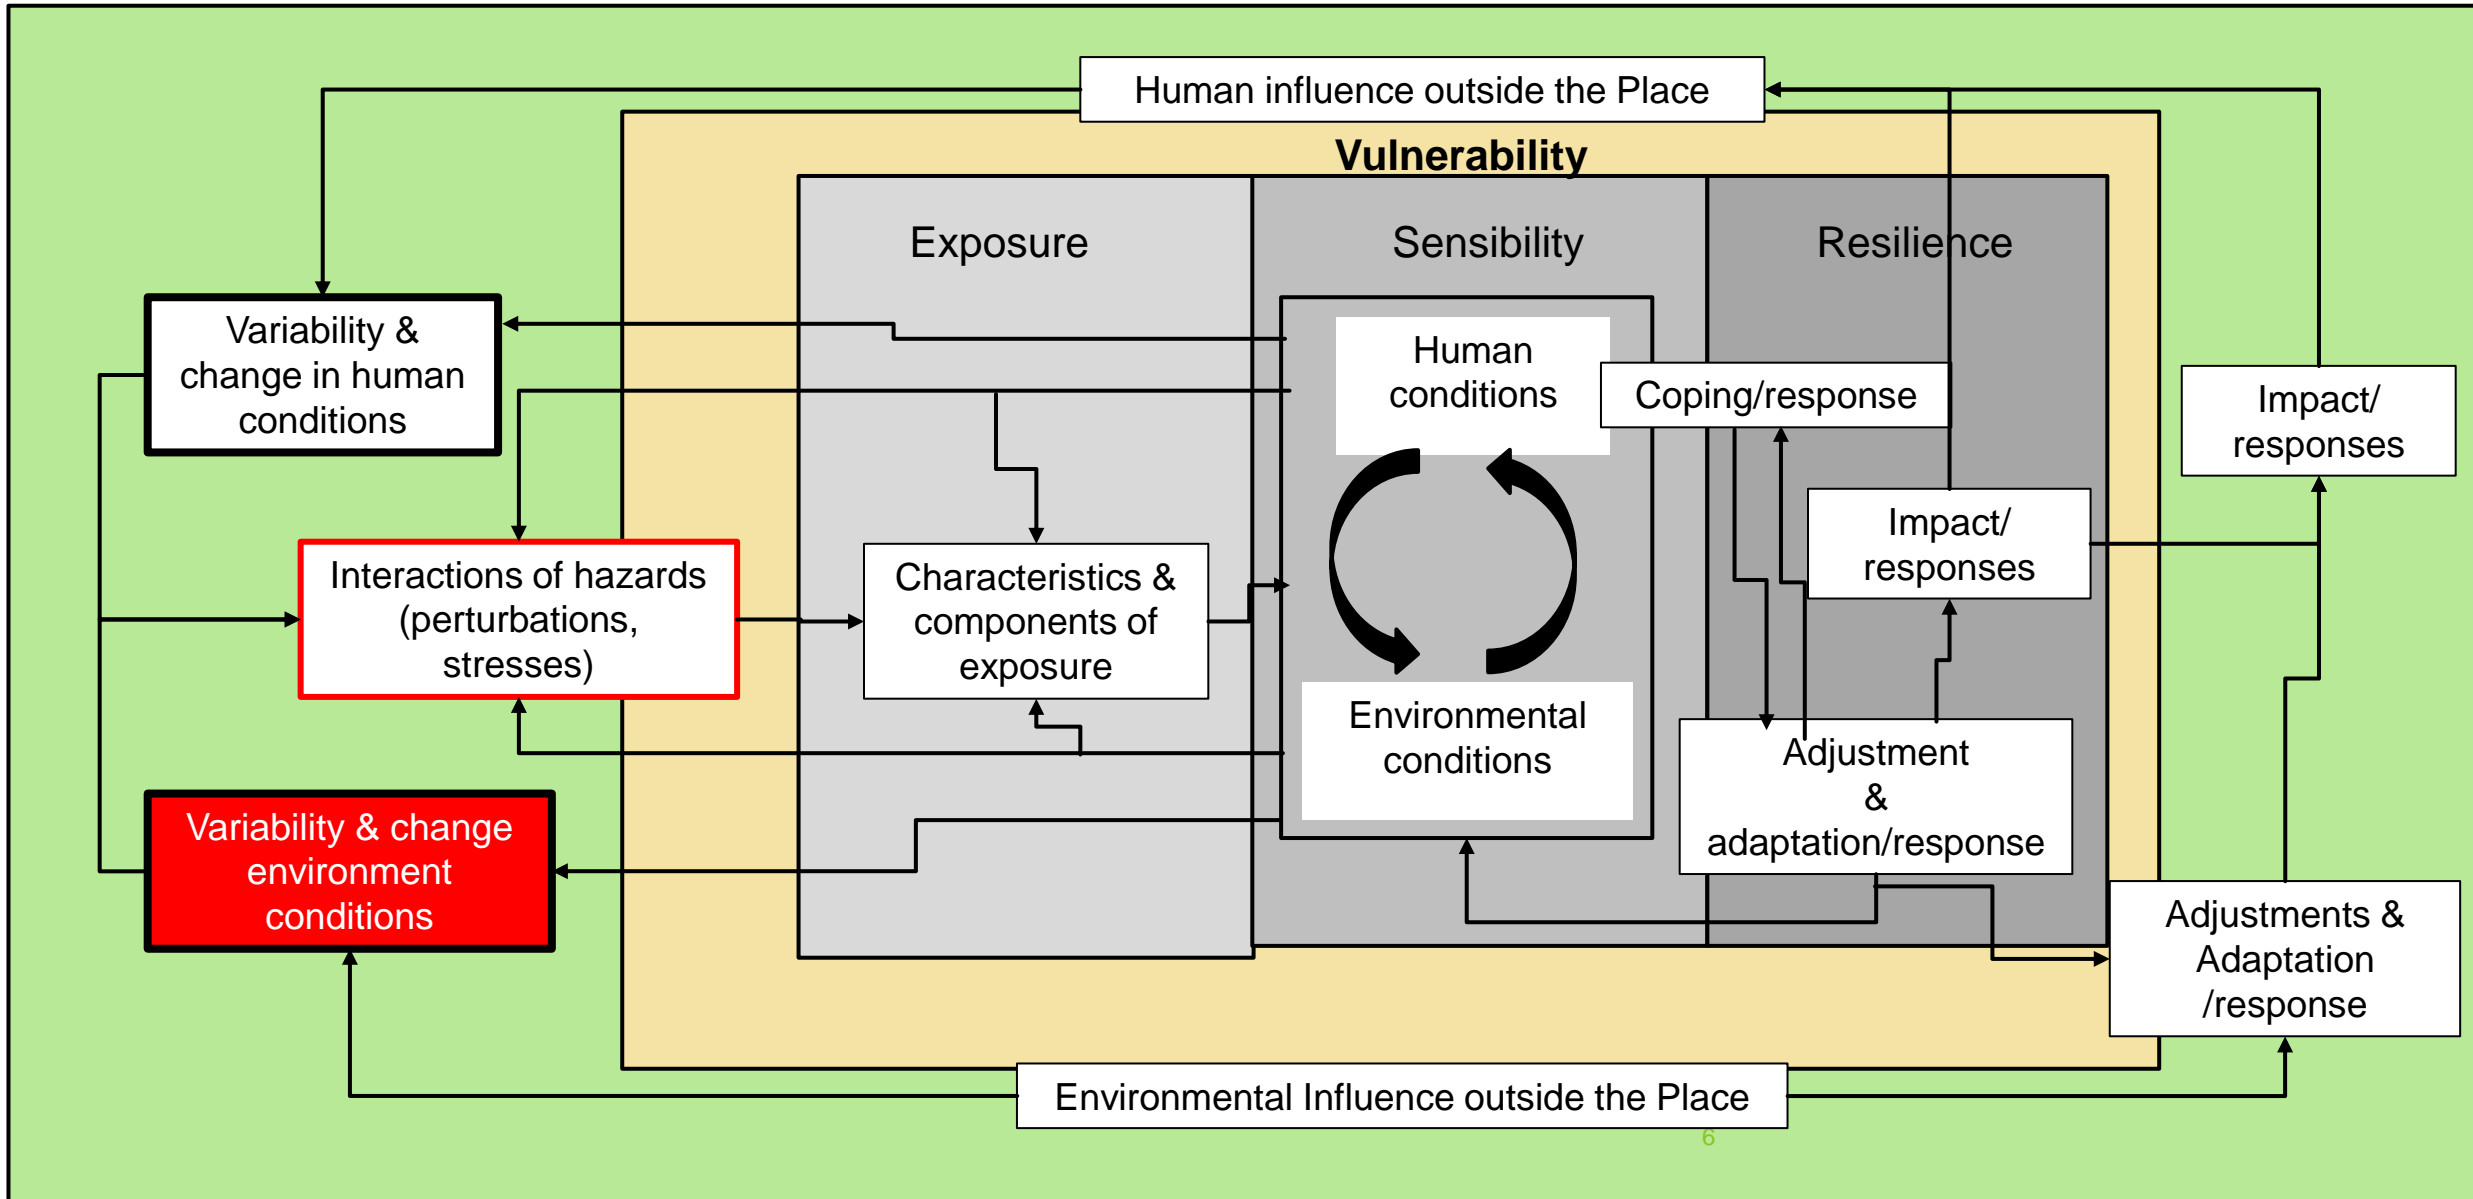 Human influence outside the Place
Vulnerability
Exposure
Sensibility
Resilience
Variability &
change in human
conditions
Human
conditions
Coping/response
Impact/
responses
Impact/
responses
Interactions of hazards
(perturbations,
stresses)
Characteristics &
components of
exposure
Environmental
conditions
Adjustment
&
adaptation/response
Variability & change
environment
conditions
Adjustments &
Adaptation
/response
Environmental Influence outside the Place
6